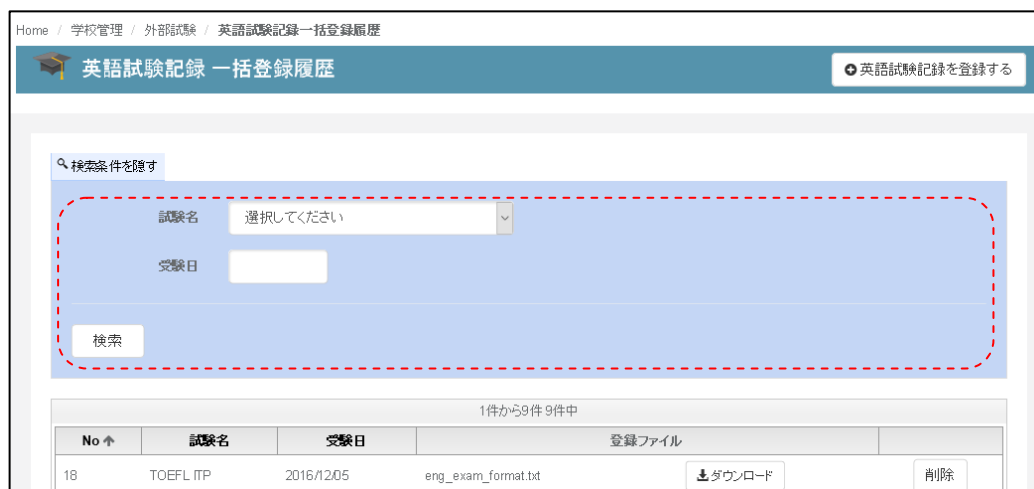 Home / 学校管理 / 外部試験 / 英語試験記録一括登録履歴
英語試験記録 一括登録履歴
英語試験記録を登録する
検索条件を隠す
試験名 選択してください
受験日
検索
1件から9件 9件中
No 試験名 受験日 登録ファイル
18 TOEFL ITP 2016/12/05 eng_exam_format.txt ダウンロード 削除